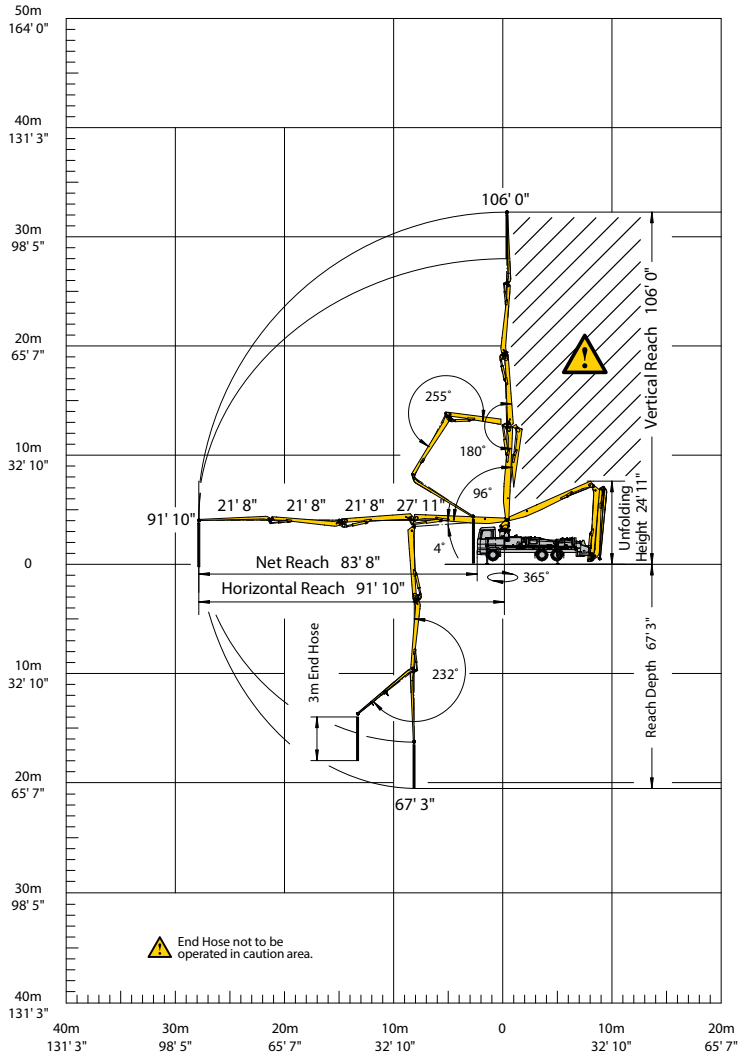 50m
164' 0"
40m
131' 3"
106' 0"
30m
98' 5"
Vertical Reach 106' 0"
20m
65' 7"
255˚
180˚
10m
32' 10"
96˚
Unfolding
Height 24' 11"
21' 8" 21' 8" 21' 8" 27' 11"
91' 10"
4˚
0
Net Reach 83' 8"
365˚
Horizontal Reach 91' 10"
3m End Hose
Reach Depth 67' 3"
10m
32' 10"
232˚
20m
65' 7"
67' 3"
30m
98' 5"
! End Hose not to be
operated in caution area.
!
40m
131' 3"
40m 30m 20m 10m 0 10m 20m
131' 3" 98' 5" 65' 7" 32' 10" 32' 10" 65' 7"